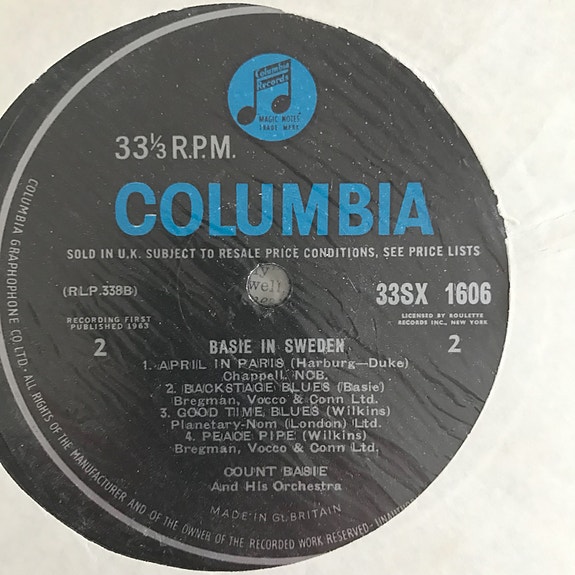 Columbia
Records
MAGIC NOTES
TRADE MARK
33⅓ R.P.M.
COLUMBIA
SOLD IN U.K. SUBJECT TO RESALE PRICE CONDITIONS, SEE PRICE LISTS
welt
(RLP.338B)
33SX 1606
RECORDING FIRST
PUBLISHED 1963
LICENSED BY ROULETTE
RECORDS INC., NEW YORK
2
BASIE IN SWEDEN
2
1. APRIL IN PARIS (Harburg—Duke)
Chappell. NCB.
2. BACKSTAGE BLUES (Basie)
Bregman, Vocco & Conn Ltd.
3. GOOD TIME BLUES (Wilkins)
Planetary-Nom (London) Ltd.
4. PEACE PIPE (Wilkins)
Bregman, Vocco & Conn Ltd.
COUNT BASIE
And His Orchestra
MADE IN GT. BRITAIN
COLUMBIA GRAPHOPHONE CO. LTD. · ALL RIGHTS OF THE MANUFACTURER AND OF THE OWNER OF THE RECORDED WORK RESERVED ·